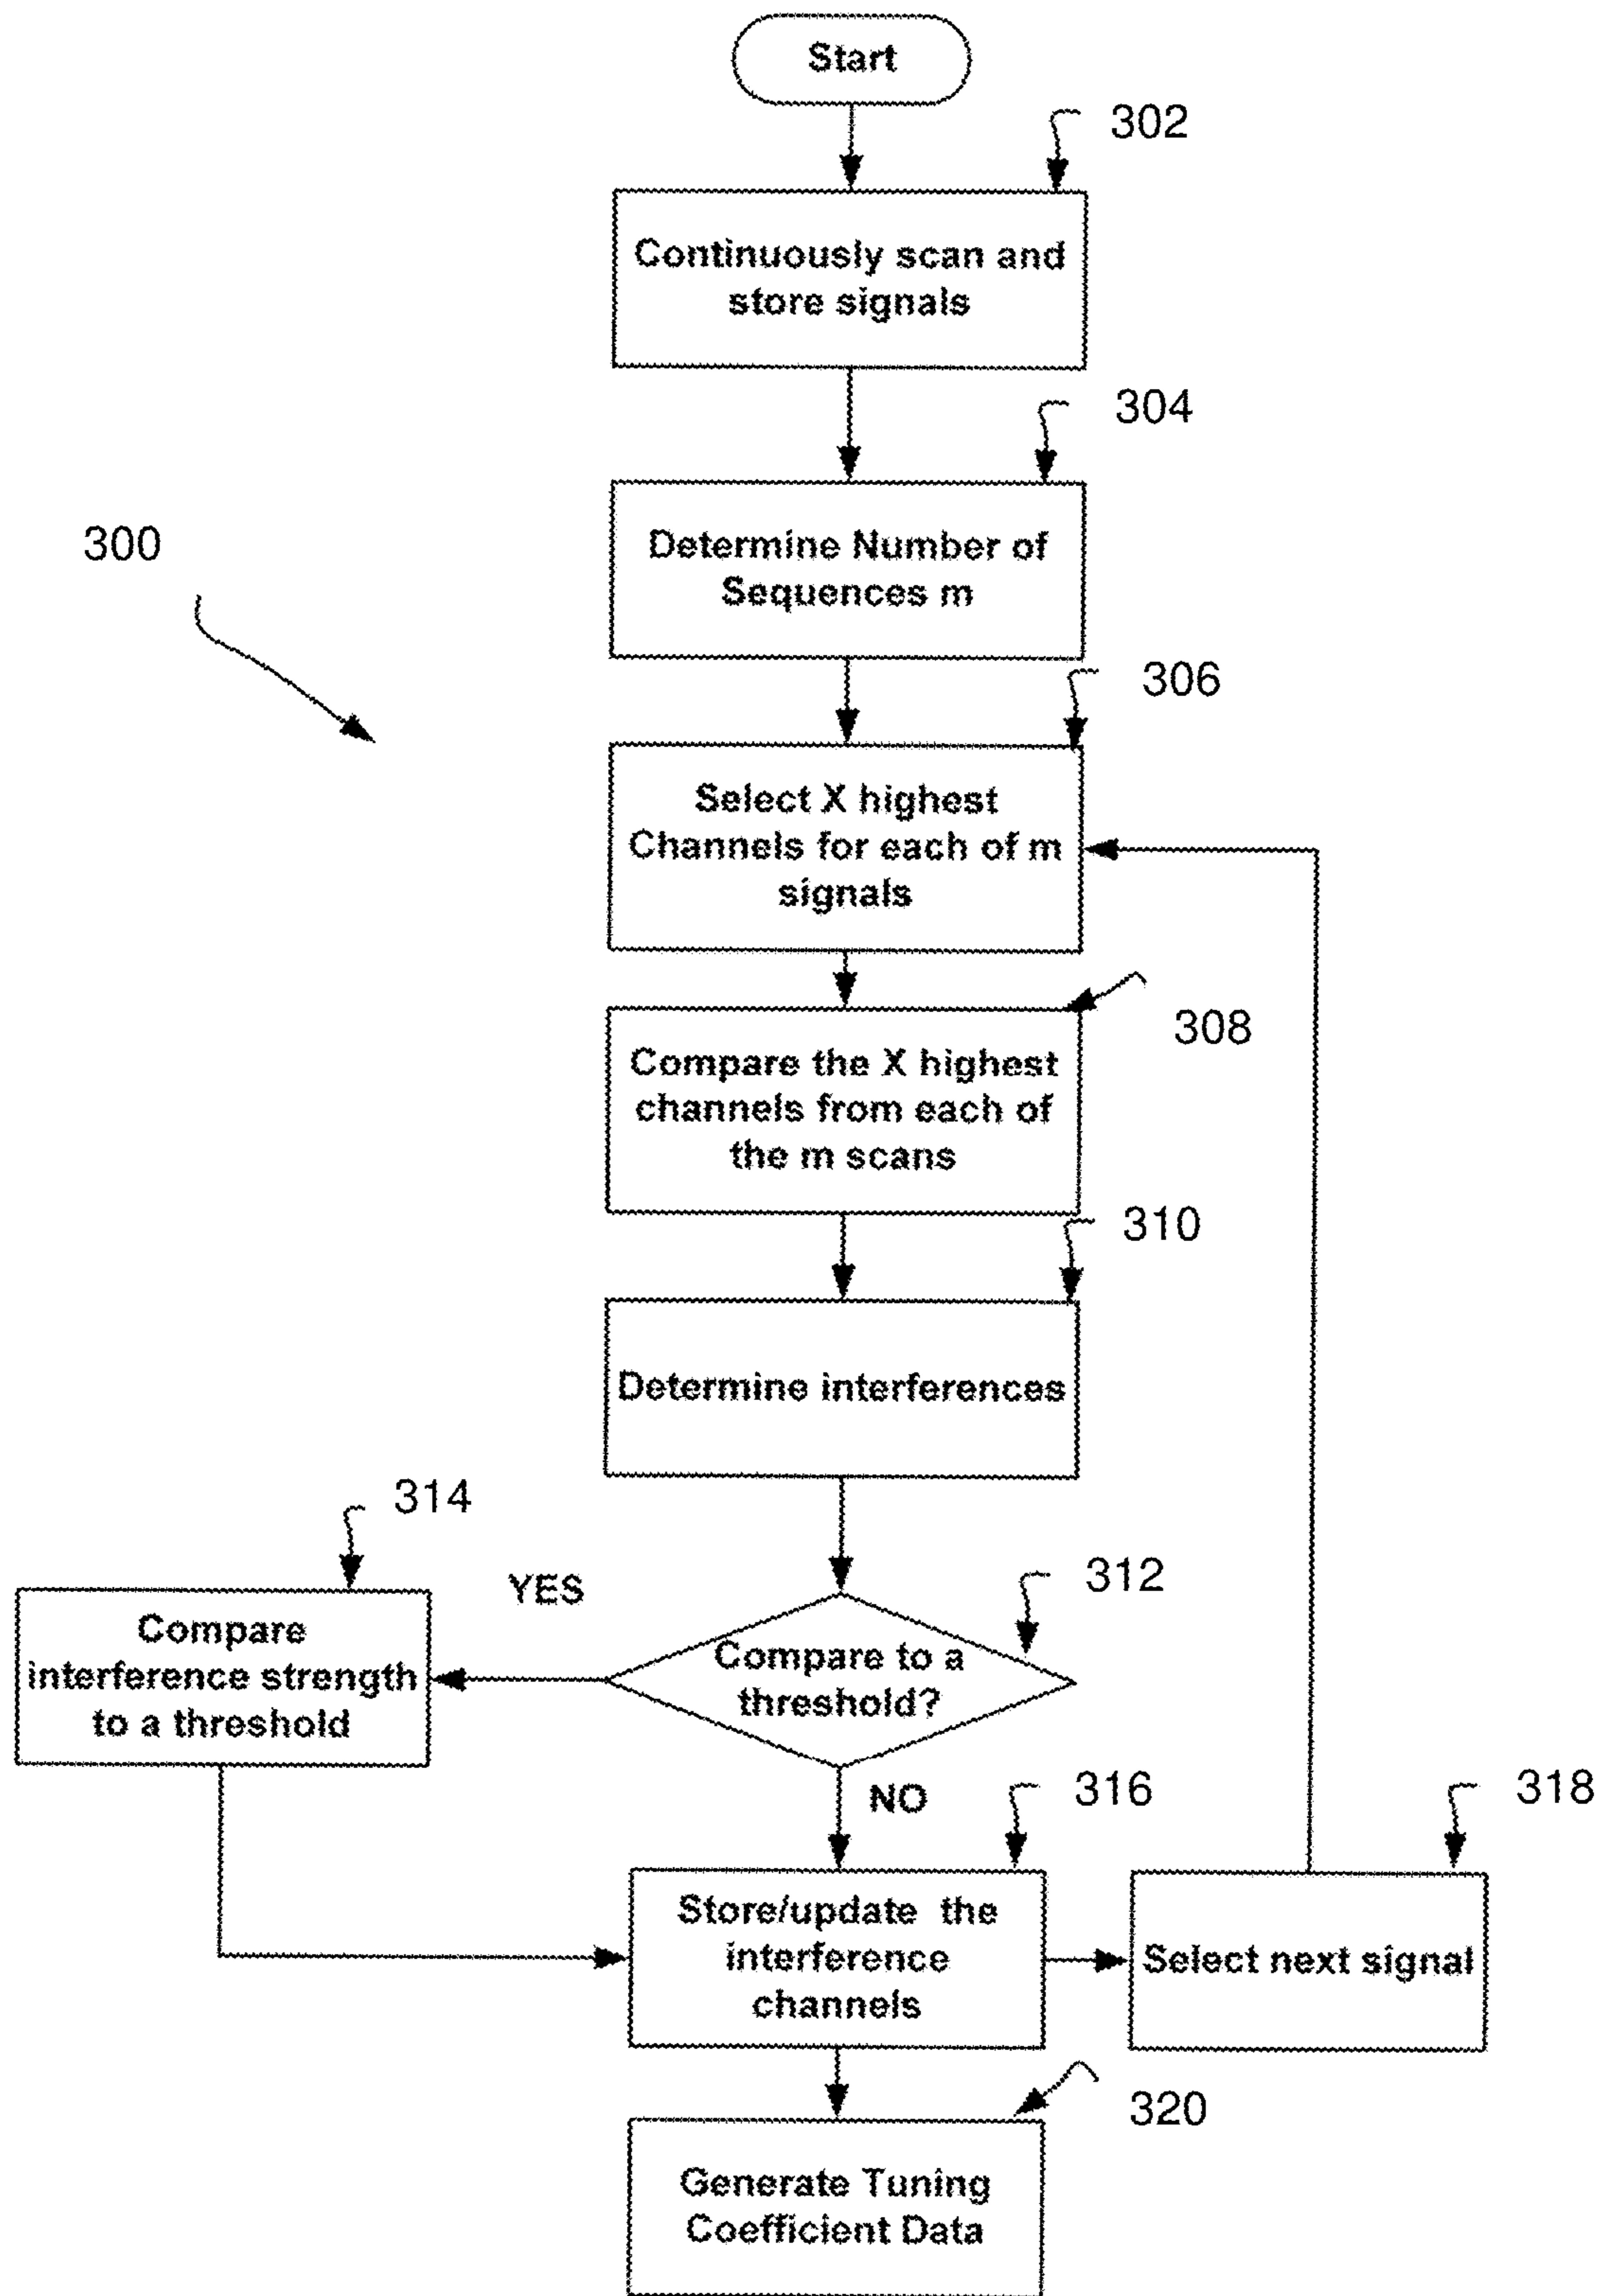 Start
302
Continuously scan and
store signals
304
Determine Number of
Sequences m
300
306
Select X highest
Channels for each of m
signals
308
Compare the X highest
channels from each of
the m scans
310
Determine interferences
314
312
YES
Compare
interference strength
to a threshold
Compare to a
threshold?
NO
316
318
Store/update the
interference
channels
Select next signal
320
Generate Tuning
Coefficient Data